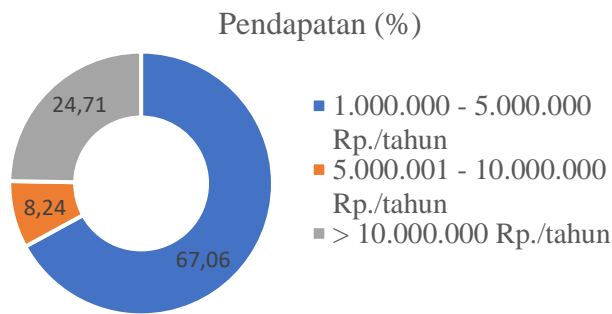 Pendapatan (%)
24,71
8,24
67,06
1.000.000 - 5.000.000
Rp./tahun
5.000.001 - 10.000.000
Rp./tahun
> 10.000.000 Rp./tahun